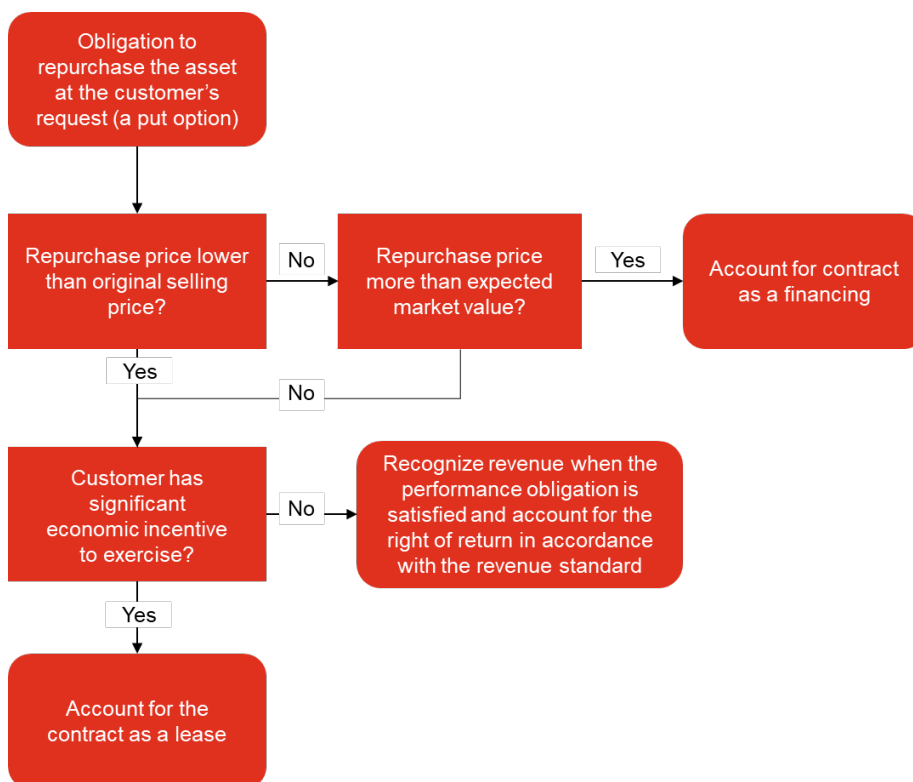 Obligation to
repurchase the asset
at the customer’s
request (a put option)
Repurchase price lower
than original selling
price?
No
Repurchase price
more than expected
market value?
Yes
Account for contract
as a financing
Yes
No
Customer has
significant
economic incentive
to exercise?
No
Recognize revenue when the
performance obligation is
satisfied and account for the
right of return in accordance
with the revenue standard
Yes
Account for the
contract as a lease